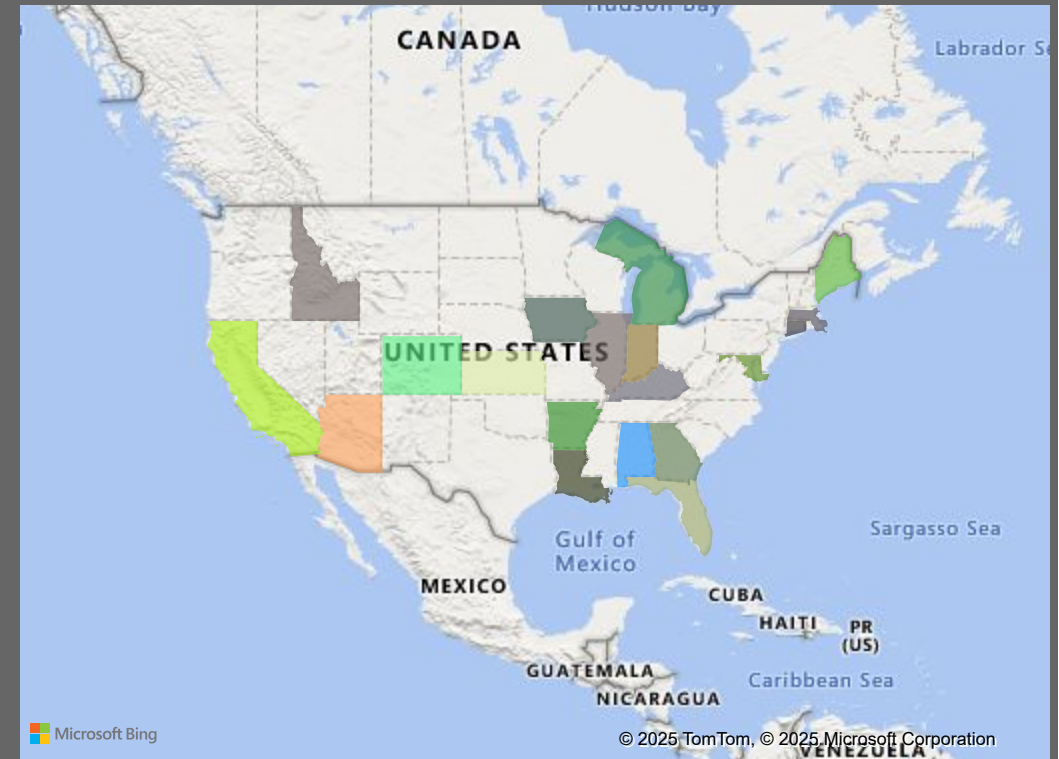 Hudson Bay
CANADA
Labrador Se
UNITED STATES
Sargasso Sea
Gulf of
Mexico
MEXICO
CUBA
HAITI
PR
(US)
GUATEMALA
Caribbean Sea
NICARAGUA
Microsoft Bing
© 2025 TomTom, © 2025 Microsoft Corporation
VENEZUELA